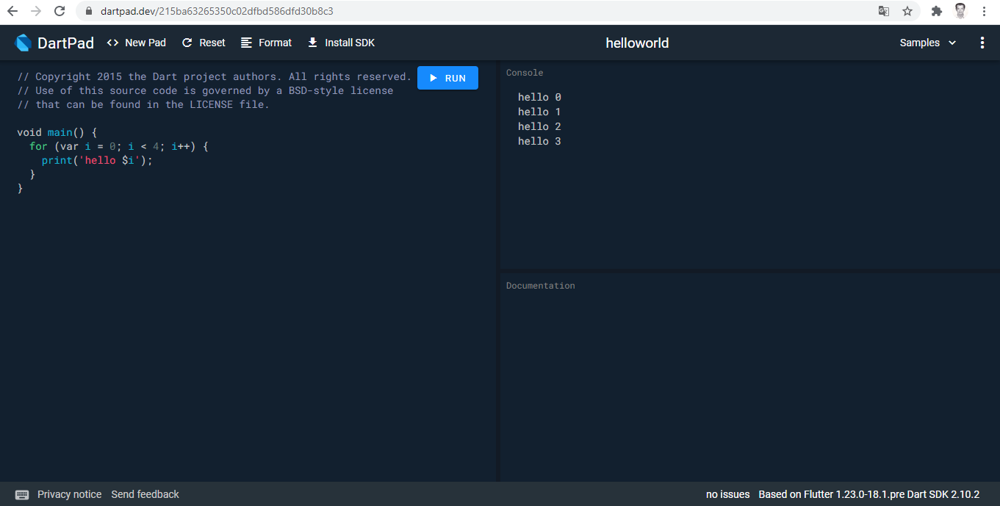 dartpad.dev/215ba63265350c02dfbd586dfd30b8c3
DartPad <> New Pad Reset Format Install SDK helloworld Samples
// Copyright 2015 the Dart project authors. All rights reserved.
// Use of this source code is governed by a BSD-style license
// that can be found in the LICENSE file.
void main() {
  for (var i = 0; i < 4; i++) {
    print('hello $i');
  }
}
RUN
Console
hello 0
hello 1
hello 2
hello 3
Documentation
Privacy notice Send feedback no issues Based on Flutter 1.23.0-18.1.pre Dart SDK 2.10.2